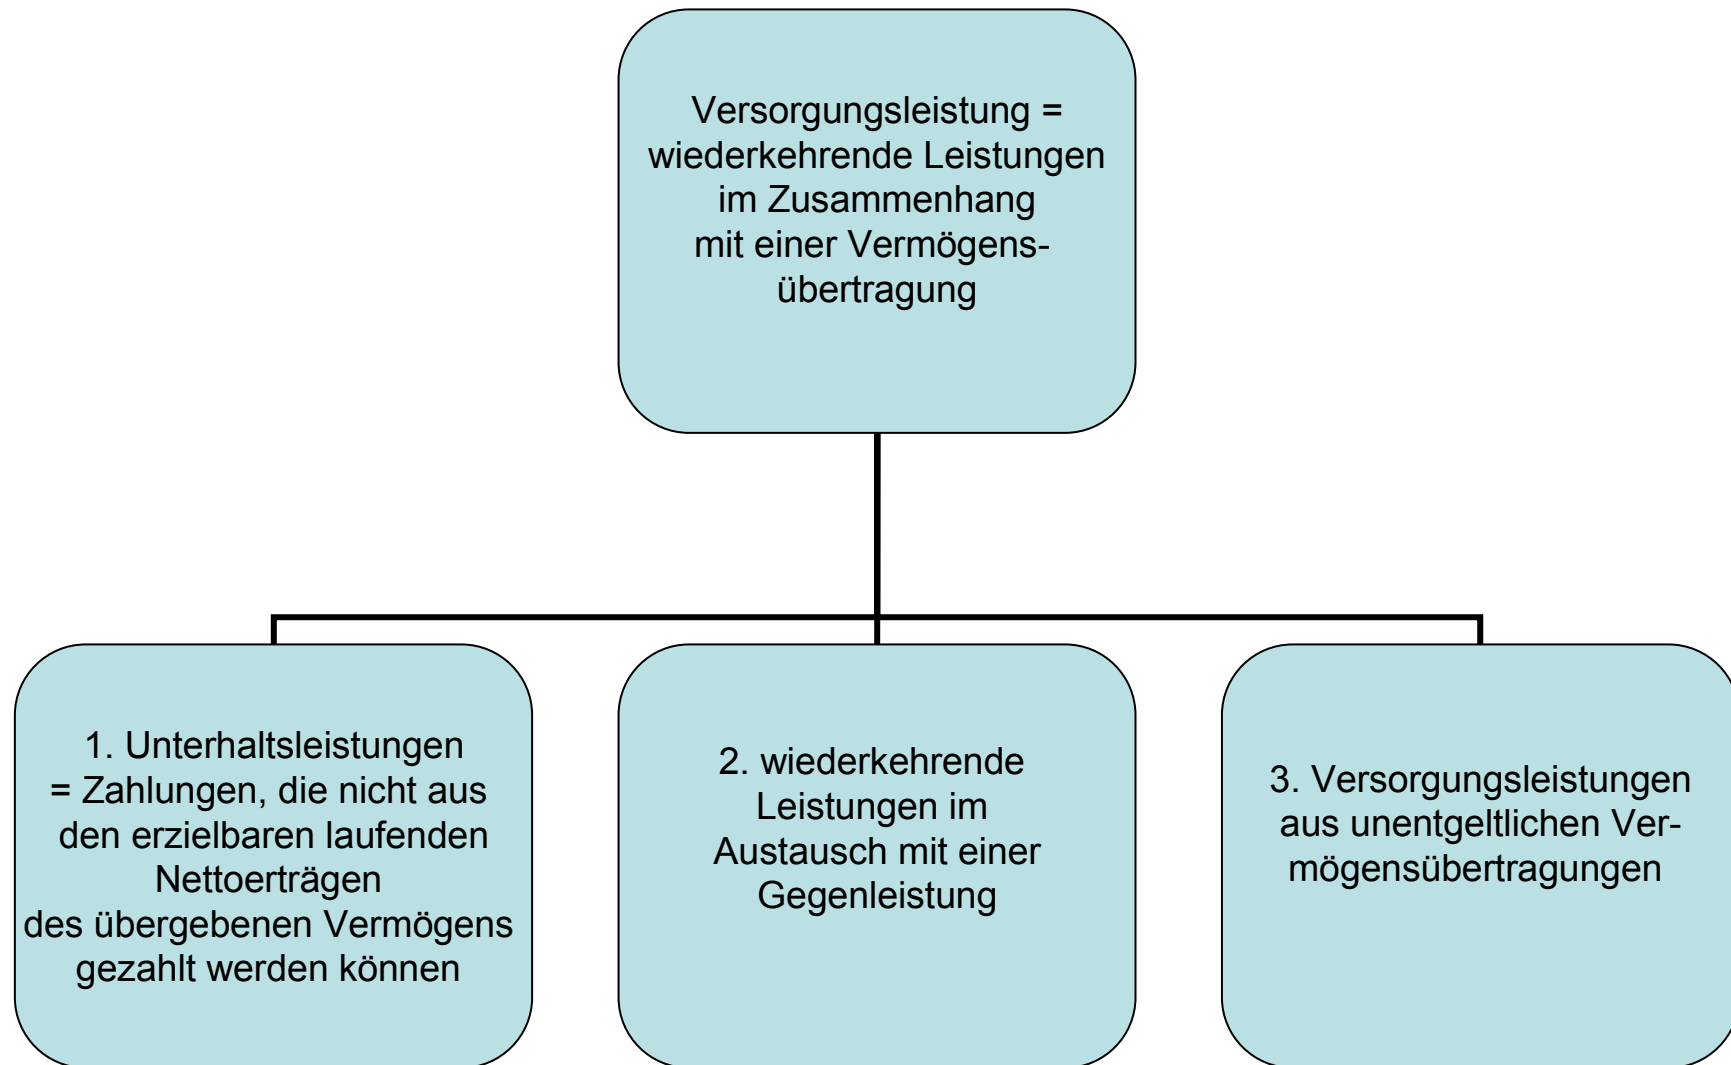 Versorgungsleistung =
wiederkehrende Leistungen
im Zusammenhang
mit einer Vermögens-
übertragung
1. Unterhaltsleistungen
= Zahlungen, die nicht aus
den erzielbaren laufenden
Nettoerträgen
des übergebenen Vermögens
gezahlt werden können
2. wiederkehrende
Leistungen im
Austausch mit einer
Gegenleistung
3. Versorgungsleistungen
aus unentgeltlichen Ver-
mögensübertragungen